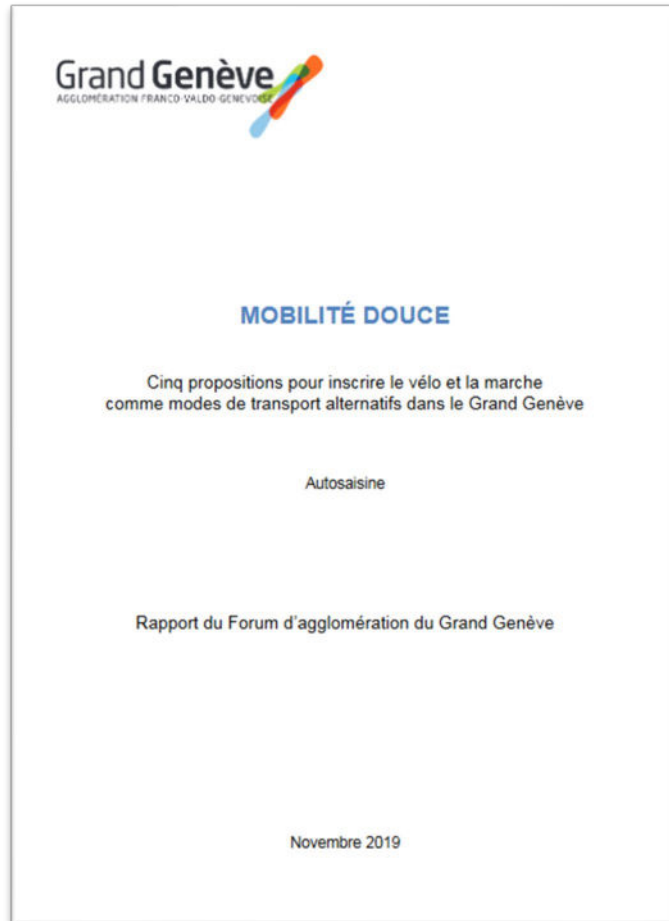 Grand Genève
AGGLOMÉRATION FRANCO-VALDO-GENEVOISE
MOBILITÉ DOUCE
Cinq propositions pour inscrire le vélo et la marche
comme modes de transport alternatifs dans le Grand Genève
Autosaisine
Rapport du Forum d'agglomération du Grand Genève
Novembre 2019